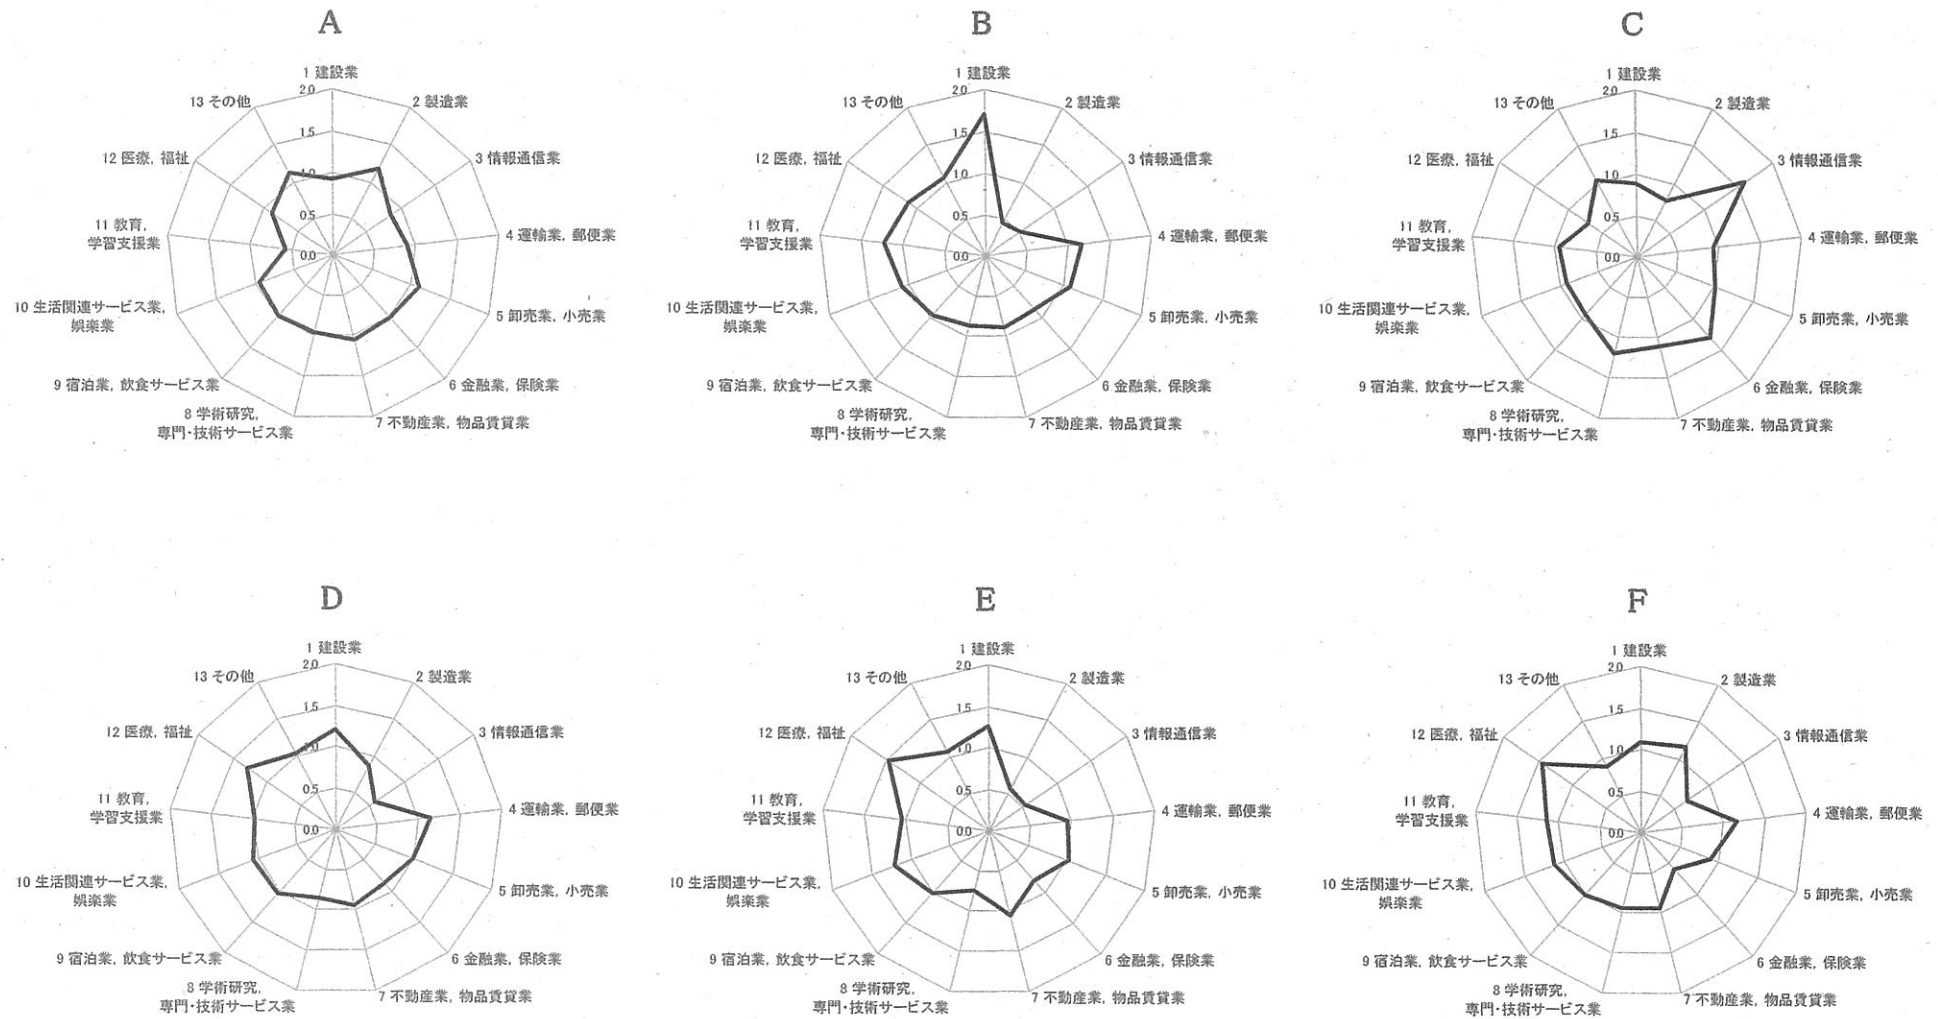 A
1 建設業
2 製造業
3 情報通信業
4 運輸業, 郵便業
5 卸売業, 小売業
6 金融業, 保険業
7 不動産業, 物品賃貸業
8 学術研究,
専門・技術サービス業
9 宿泊業, 飲食サービス業
10 生活関連サービス業,
娯楽業
11 教育,
学習支援業
12 医療, 福祉
13 その他
2.0
1.5
1.0
0.5
0.0
B
1 建設業
2 製造業
3 情報通信業
4 運輸業, 郵便業
5 卸売業, 小売業
6 金融業, 保険業
7 不動産業, 物品賃貸業
8 学術研究,
専門・技術サービス業
9 宿泊業, 飲食サービス業
10 生活関連サービス業,
娯楽業
11 教育,
学習支援業
12 医療, 福祉
13 その他
2.0
1.5
1.0
0.5
0.0
C
1 建設業
2 製造業
3 情報通信業
4 運輸業, 郵便業
5 卸売業, 小売業
6 金融業, 保険業
7 不動産業, 物品賃貸業
8 学術研究,
専門・技術サービス業
9 宿泊業, 飲食サービス業
10 生活関連サービス業,
娯楽業
11 教育,
学習支援業
12 医療, 福祉
13 その他
2.0
1.5
1.0
0.5
0.0
D
1 建設業
2 製造業
3 情報通信業
4 運輸業, 郵便業
5 卸売業, 小売業
6 金融業, 保険業
7 不動産業, 物品賃貸業
8 学術研究,
専門・技術サービス業
9 宿泊業, 飲食サービス業
10 生活関連サービス業,
娯楽業
11 教育,
学習支援業
12 医療, 福祉
13 その他
2.0
1.5
1.0
0.5
0.0
E
1 建設業
2 製造業
3 情報通信業
4 運輸業, 郵便業
5 卸売業, 小売業
6 金融業, 保険業
7 不動産業, 物品賃貸業
8 学術研究,
専門・技術サービス業
9 宿泊業, 飲食サービス業
10 生活関連サービス業,
娯楽業
11 教育,
学習支援業
12 医療, 福祉
13 その他
2.0
1.5
1.0
0.5
0.0
F
1 建設業
2 製造業
3 情報通信業
4 運輸業, 郵便業
5 卸売業, 小売業
6 金融業, 保険業
7 不動産業, 物品賃貸業
8 学術研究,
専門・技術サービス業
9 宿泊業, 飲食サービス業
10 生活関連サービス業,
娯楽業
11 教育,
学習支援業
12 医療, 福祉
13 その他
2.0
1.5
1.0
0.5
0.0